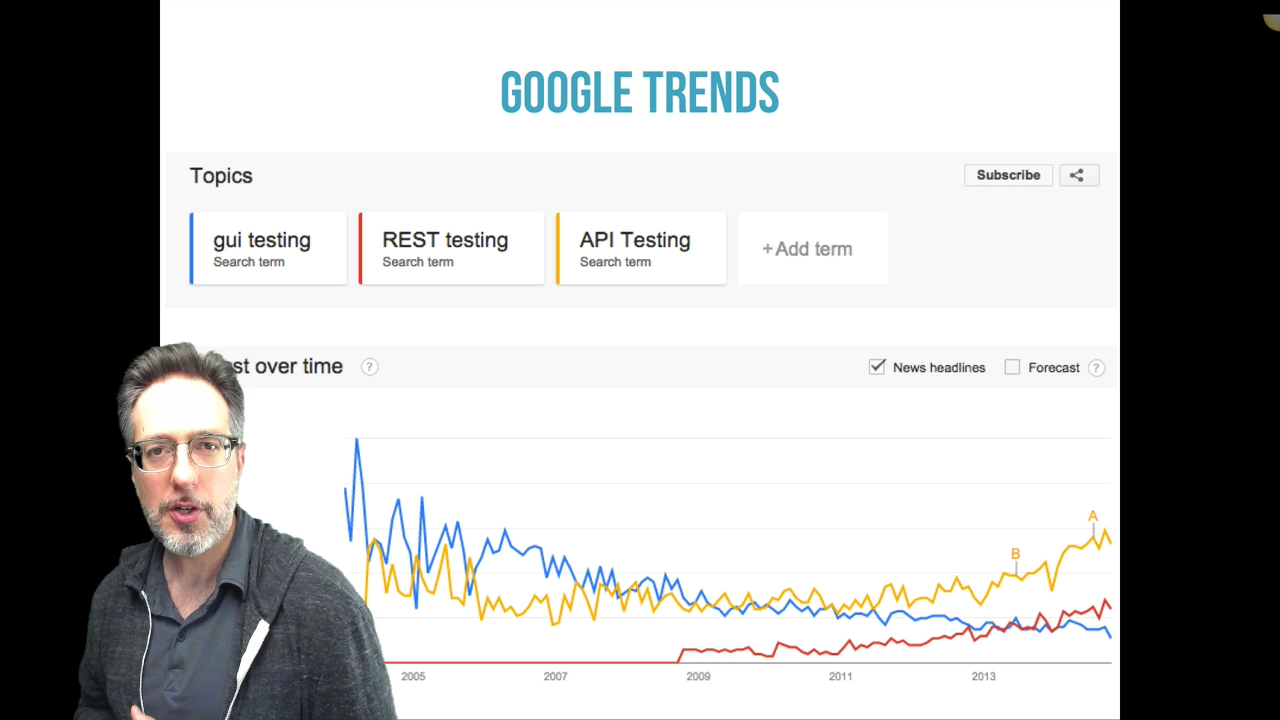 GOOGLE TRENDS
Topics
Subscribe
gui testing
Search term
REST testing
Search term
API Testing
Search term
+Add term
over time
?
News headlines
Forecast
?
A
B
2005
2007
2009
2011
2013